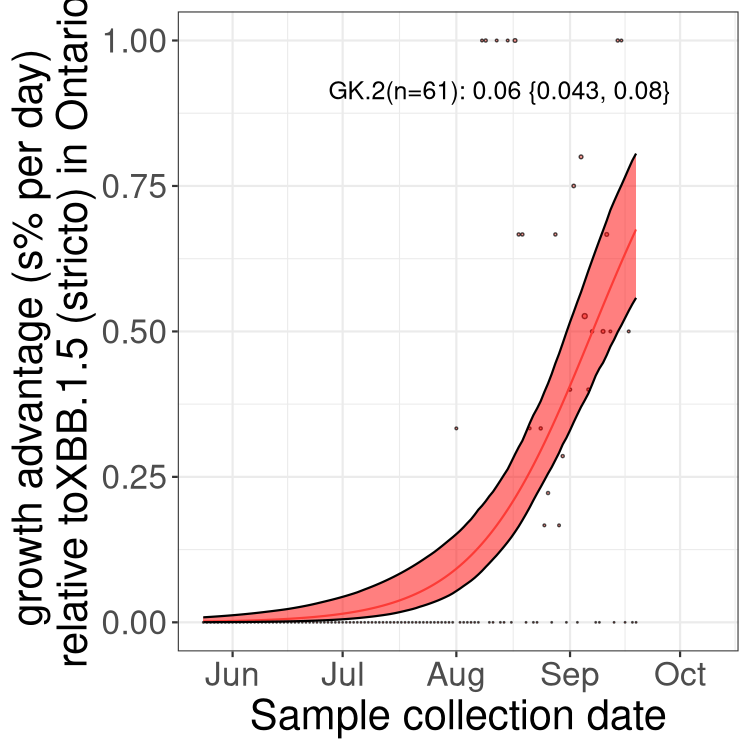 growth advantage (s% per day)
relative toXBB.1.5 (stricto) in Ontario
1.00
0.75
0.50
0.25
0.00
GK.2(n=61): 0.06 {0.043, 0.08}
Jun Jul Aug Sep Oct
Sample collection date